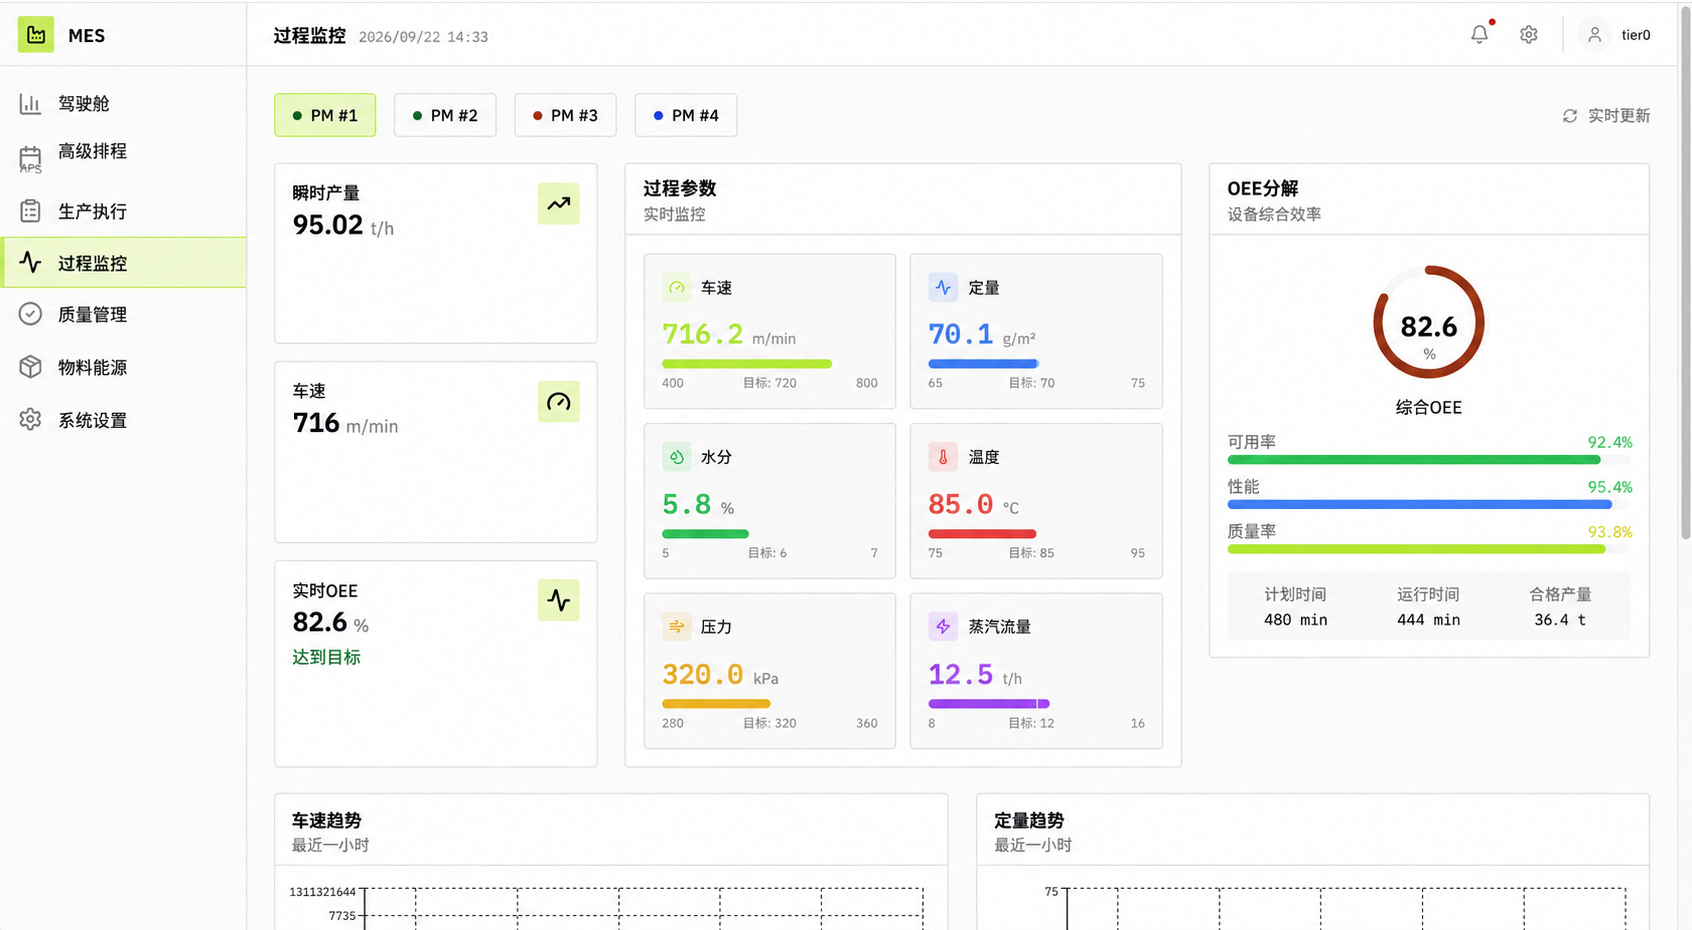 MES
过程监控 2026/09/22 14:33
tier0
驾驶舱
高级排程
APS
生产执行
过程监控
质量管理
物料能源
系统设置
PM #1
PM #2
PM #3
PM #4
实时更新
瞬时产量
95.02 t/h
车速
716 m/min
实时OEE
82.6 %
达到目标
过程参数
实时监控
车速
716.2 m/min
400 目标: 720 800
定量
70.1 g/m²
65 目标: 70 75
水分
5.8 %
5 目标: 6 7
温度
85.0 °C
75 目标: 85 95
压力
320.0 kPa
280 目标: 320 360
蒸汽流量
12.5 t/h
8 目标: 12 16
OEE分解
设备综合效率
82.6
%
综合OEE
可用率 92.4%
性能 95.4%
质量率 93.8%
计划时间 运行时间 合格产量
480 min 444 min 36.4 t
车速趋势
最近一小时
1311321644
7735
定量趋势
最近一小时
75